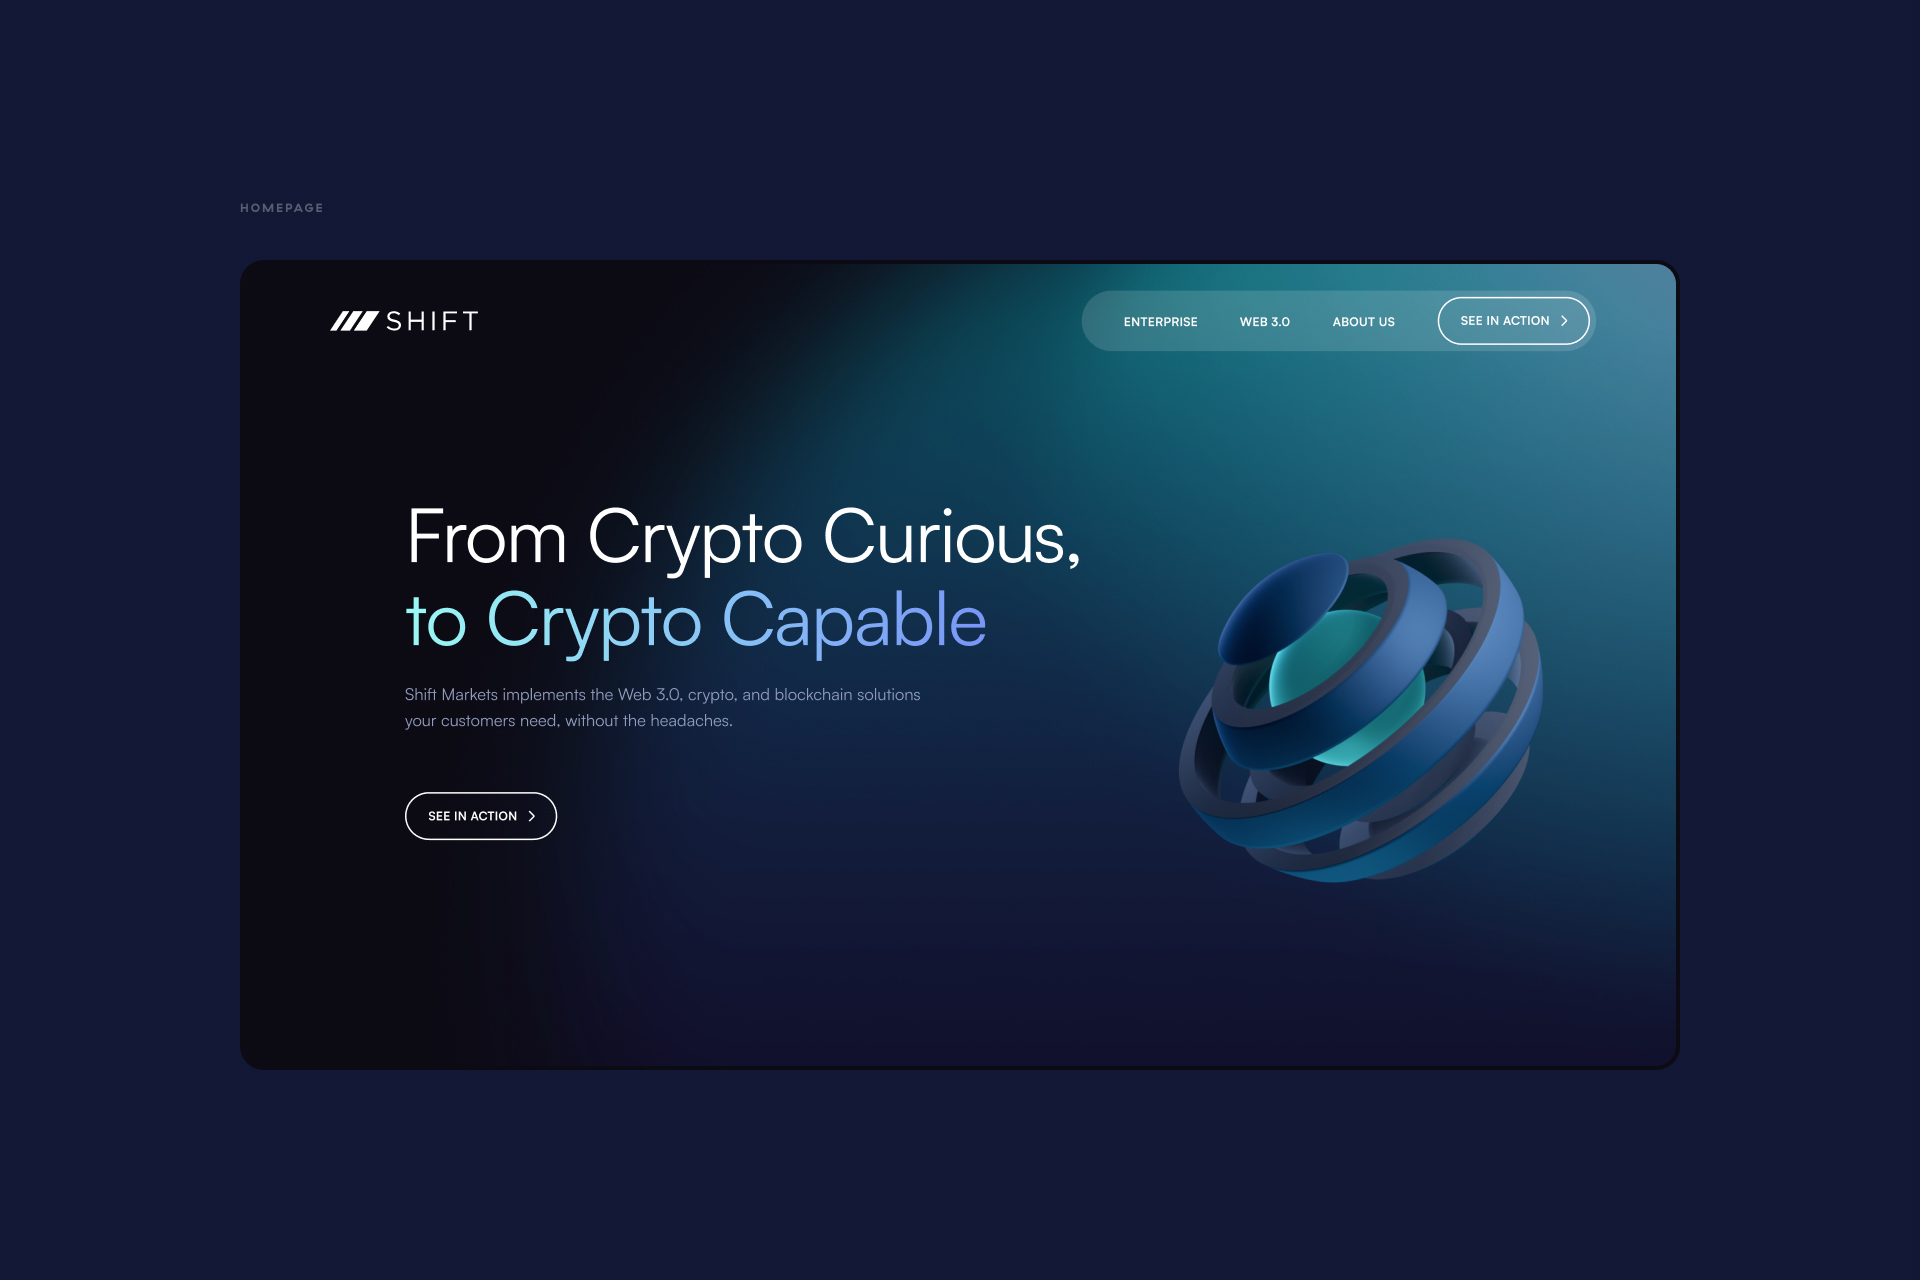 HOMEPAGE
SHIFT
ENTERPRISE
WEB 3.0
ABOUT US
SEE IN ACTION
From Crypto Curious,
to Crypto Capable
Shift Markets implements the Web 3.0, crypto, and blockchain solutions
your customers need, without the headaches.
SEE IN ACTION